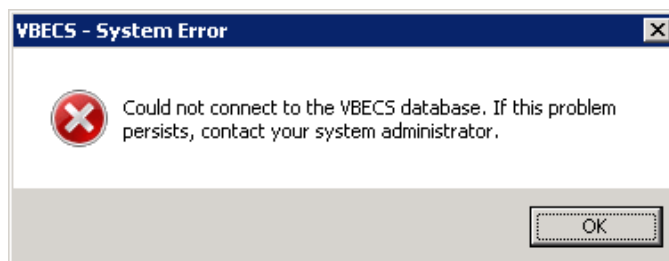 VBECS - System Error
Could not connect to the VBECS database. If this problem
persists, contact your system administrator.
OK